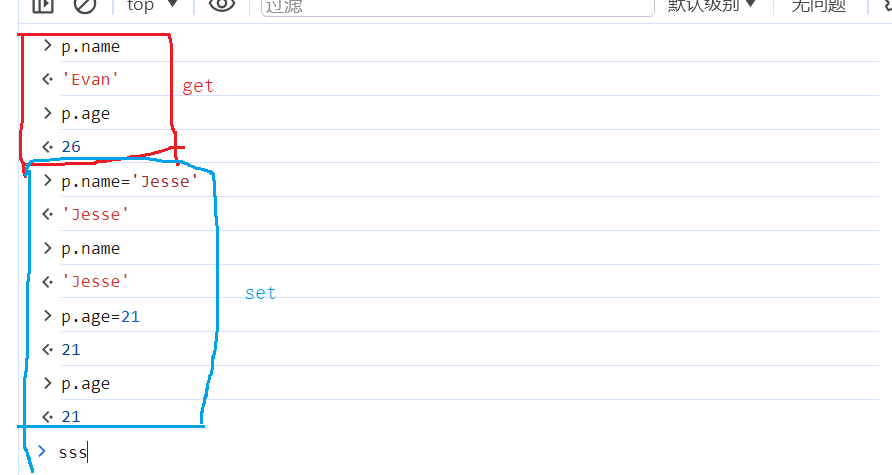 top 过滤 默认级别 无问题
p.name
'Evan'
get
p.age
26
p.name='Jesse'
'Jesse'
p.name
'Jesse'
set
p.age=21
21
p.age
21
sss